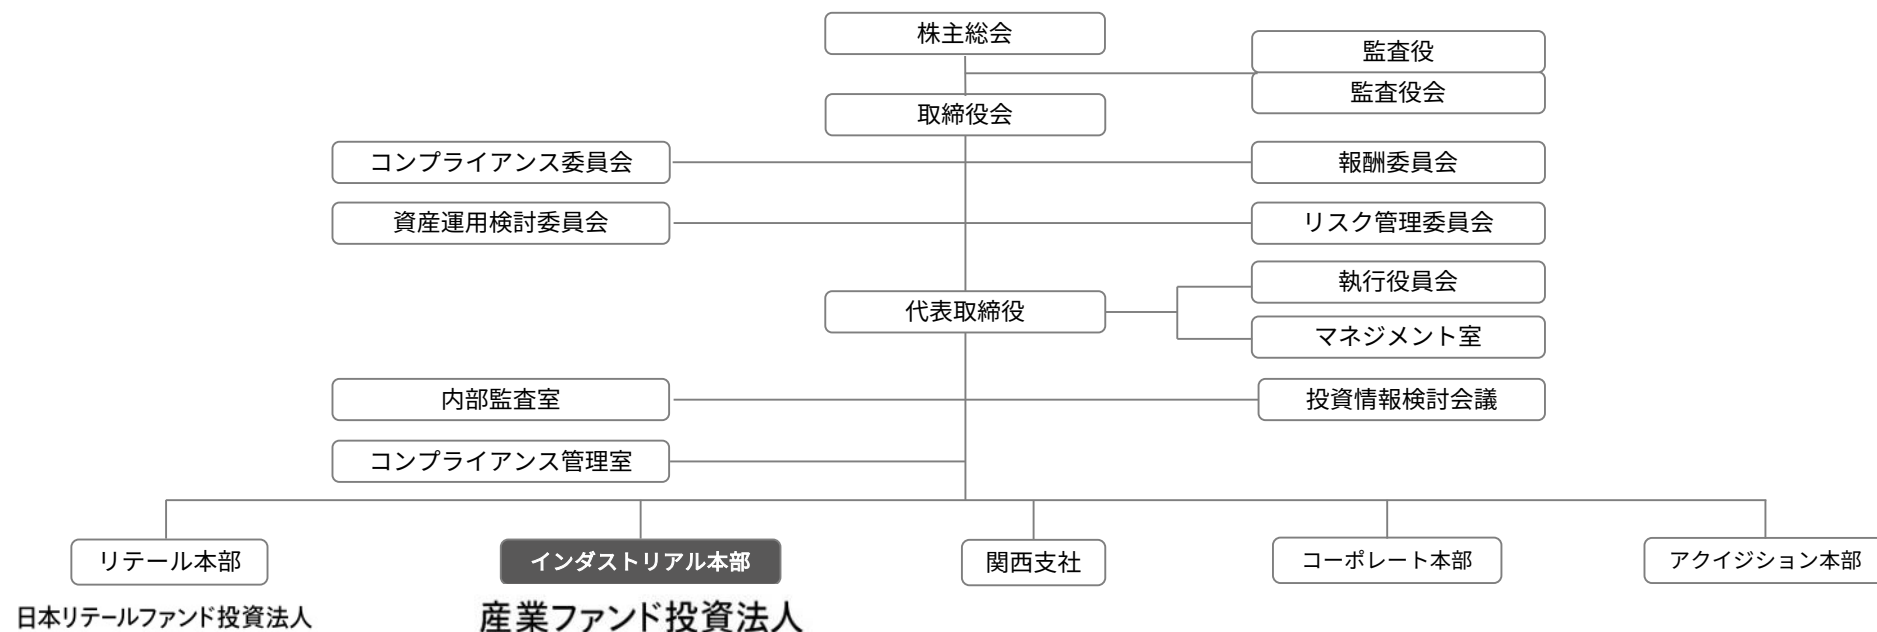 株主総会
監査役
監査役会
取締役会
コンプライアンス委員会
報酬委員会
資産運用検討委員会
リスク管理委員会
執行役員会
代表取締役
マネジメント室
内部監査室
投資情報検討会議
コンプライアンス管理室
リテール本部
インダストリアル本部
関西支社
コーポレート本部
アクイジション本部
日本リテールファンド投資法人
産業ファンド投資法人